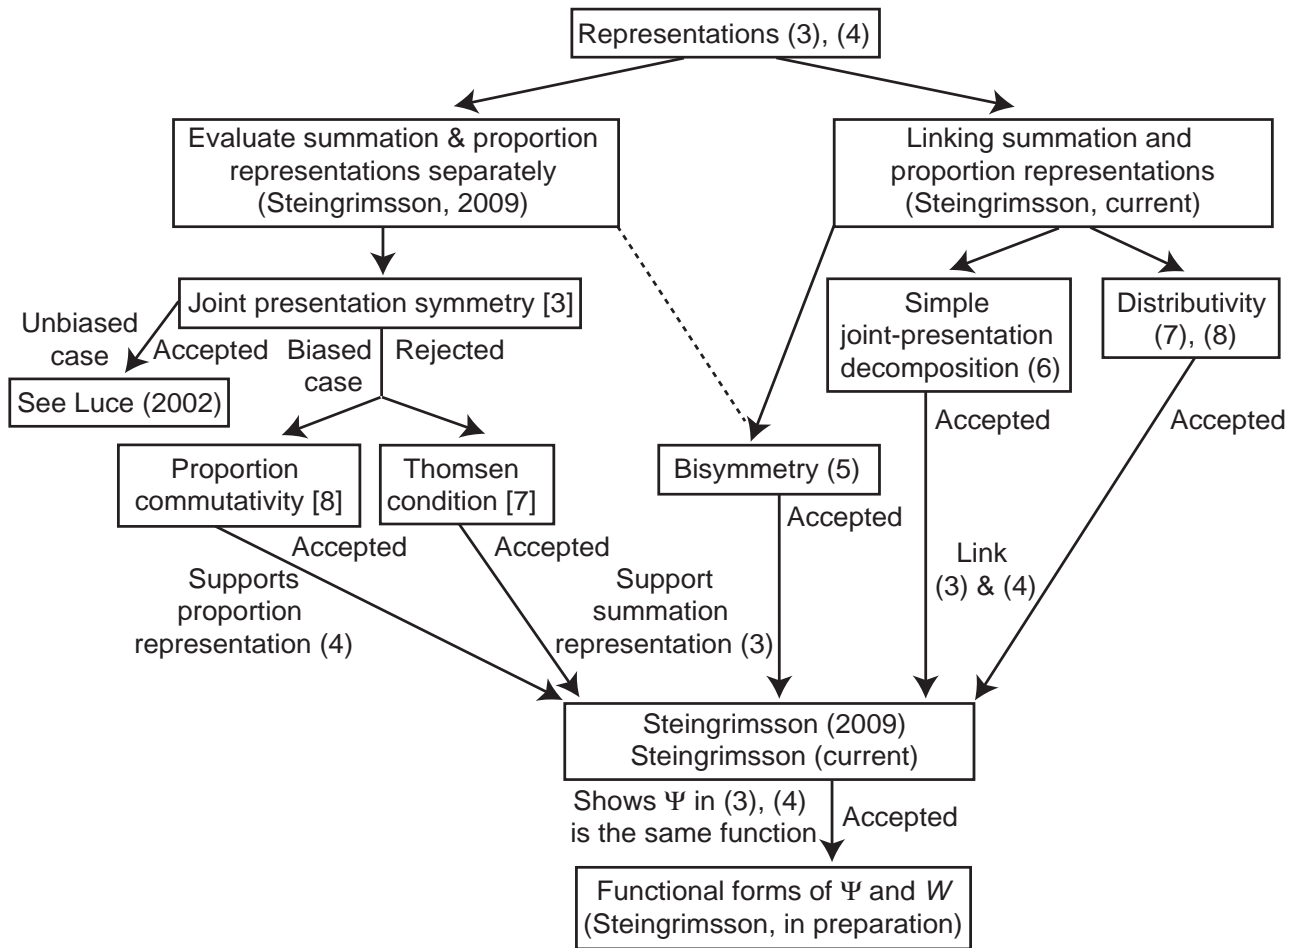 Representations (3), (4)
Evaluate summation & proportion
representations separately
(Steingrimsson, 2009)
Linking summation and
proportion representations
(Steingrimsson, current)
Joint presentation symmetry [3]
Simple
joint-presentation
decomposition (6)
Distributivity
(7), (8)
Unbiased
case
Accepted
Biased
case
Rejected
See Luce (2002)
Accepted
Accepted
Proportion
commutativity [8]
Thomsen
condition [7]
Bisymmetry (5)
Accepted
Accepted
Accepted
Supports
proportion
representation (4)
Support
summation
representation (3)
Link
(3) & (4)
Steingrimsson (2009)
Steingrimsson (current)
Shows Ψ in (3), (4)
is the same function
Accepted
Functional forms of Ψ and W
(Steingrimsson, in preparation)